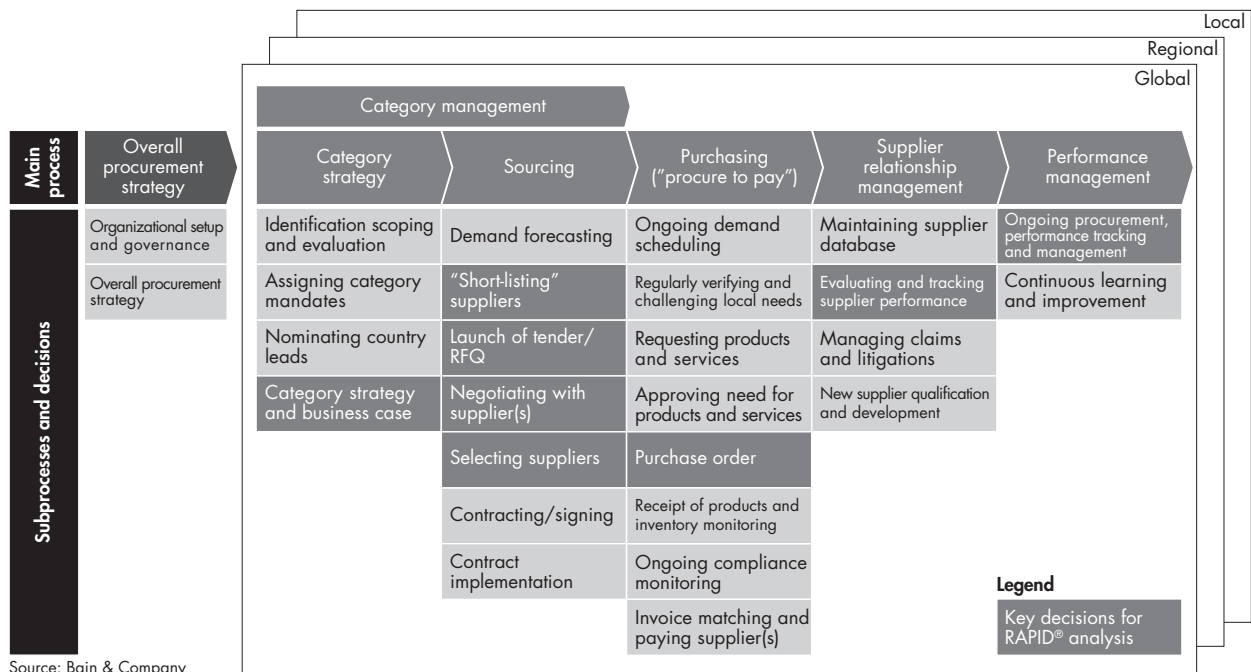 Local
Regional
Global
Category management
Main
process
Overall
procurement
strategy
Category
strategy
Sourcing
Purchasing
("procure to pay")
Supplier
relationship
management
Performance
management
Subprocesses and decisions
Organizational setup
and governance
Overall procurement
strategy
Identification scoping
and evaluation
Assigning category
mandates
Nominating country
leads
Category strategy
and business case
Demand forecasting
“Short-listing”
suppliers
Launch of tender/
RFQ
Negotiating with
supplier(s)
Selecting suppliers
Contracting/signing
Contract
implementation
Ongoing demand
scheduling
Regularly verifying and
challenging local needs
Requesting products
and services
Approving need for
products and services
Purchase order
Receipt of products and
inventory monitoring
Ongoing compliance
monitoring
Invoice matching and
paying supplier(s)
Maintaining supplier
database
Evaluating and tracking
supplier performance
Managing claims
and litigations
New supplier qualification
and development
Ongoing procurement,
performance tracking
and management
Continuous learning
and improvement
Legend
Key decisions for
RAPID® analysis
Source: Bain & Company